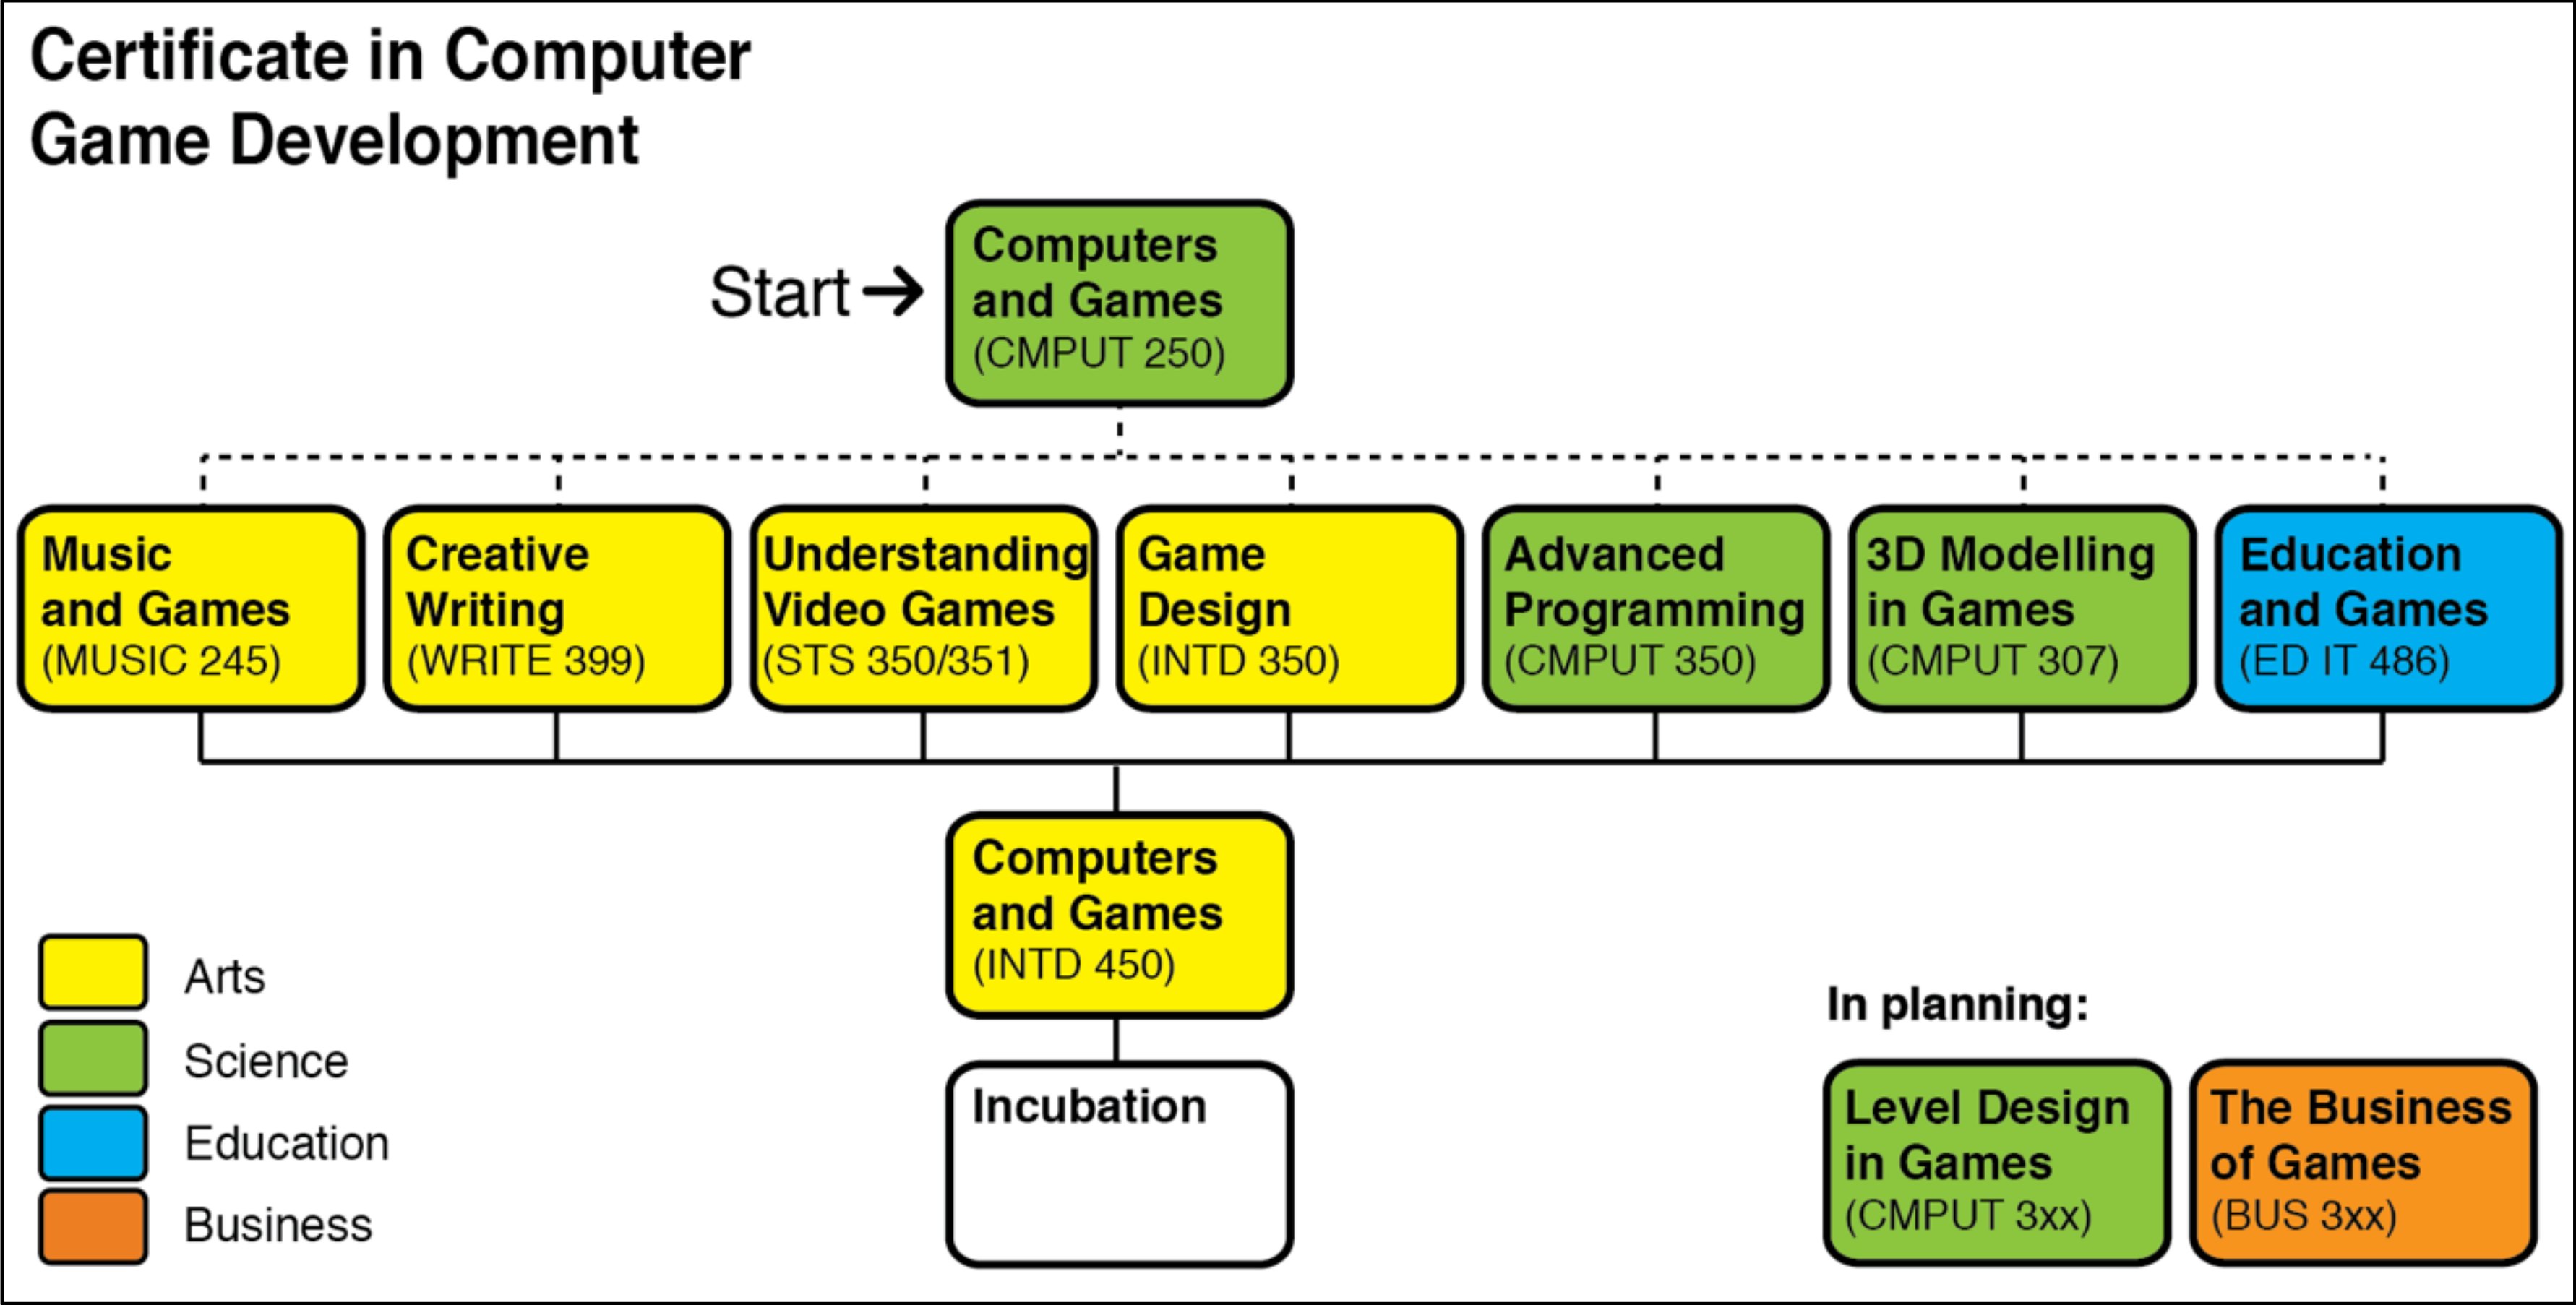 Certificate in Computer
Game Development
Start
Computers
and Games
(CMPUT 250)
Music
and Games
(MUSIC 245)
Creative
Writing
(WRITE 399)
Understanding
Video Games
(STS 350/351)
Game
Design
(INTD 350)
Advanced
Programming
(CMPUT 350)
3D Modelling
in Games
(CMPUT 307)
Education
and Games
(ED IT 486)
Computers
and Games
(INTD 450)
Incubation
Arts
Science
Education
Business
In planning:
Level Design
in Games
(CMPUT 3xx)
The Business
of Games
(BUS 3xx)